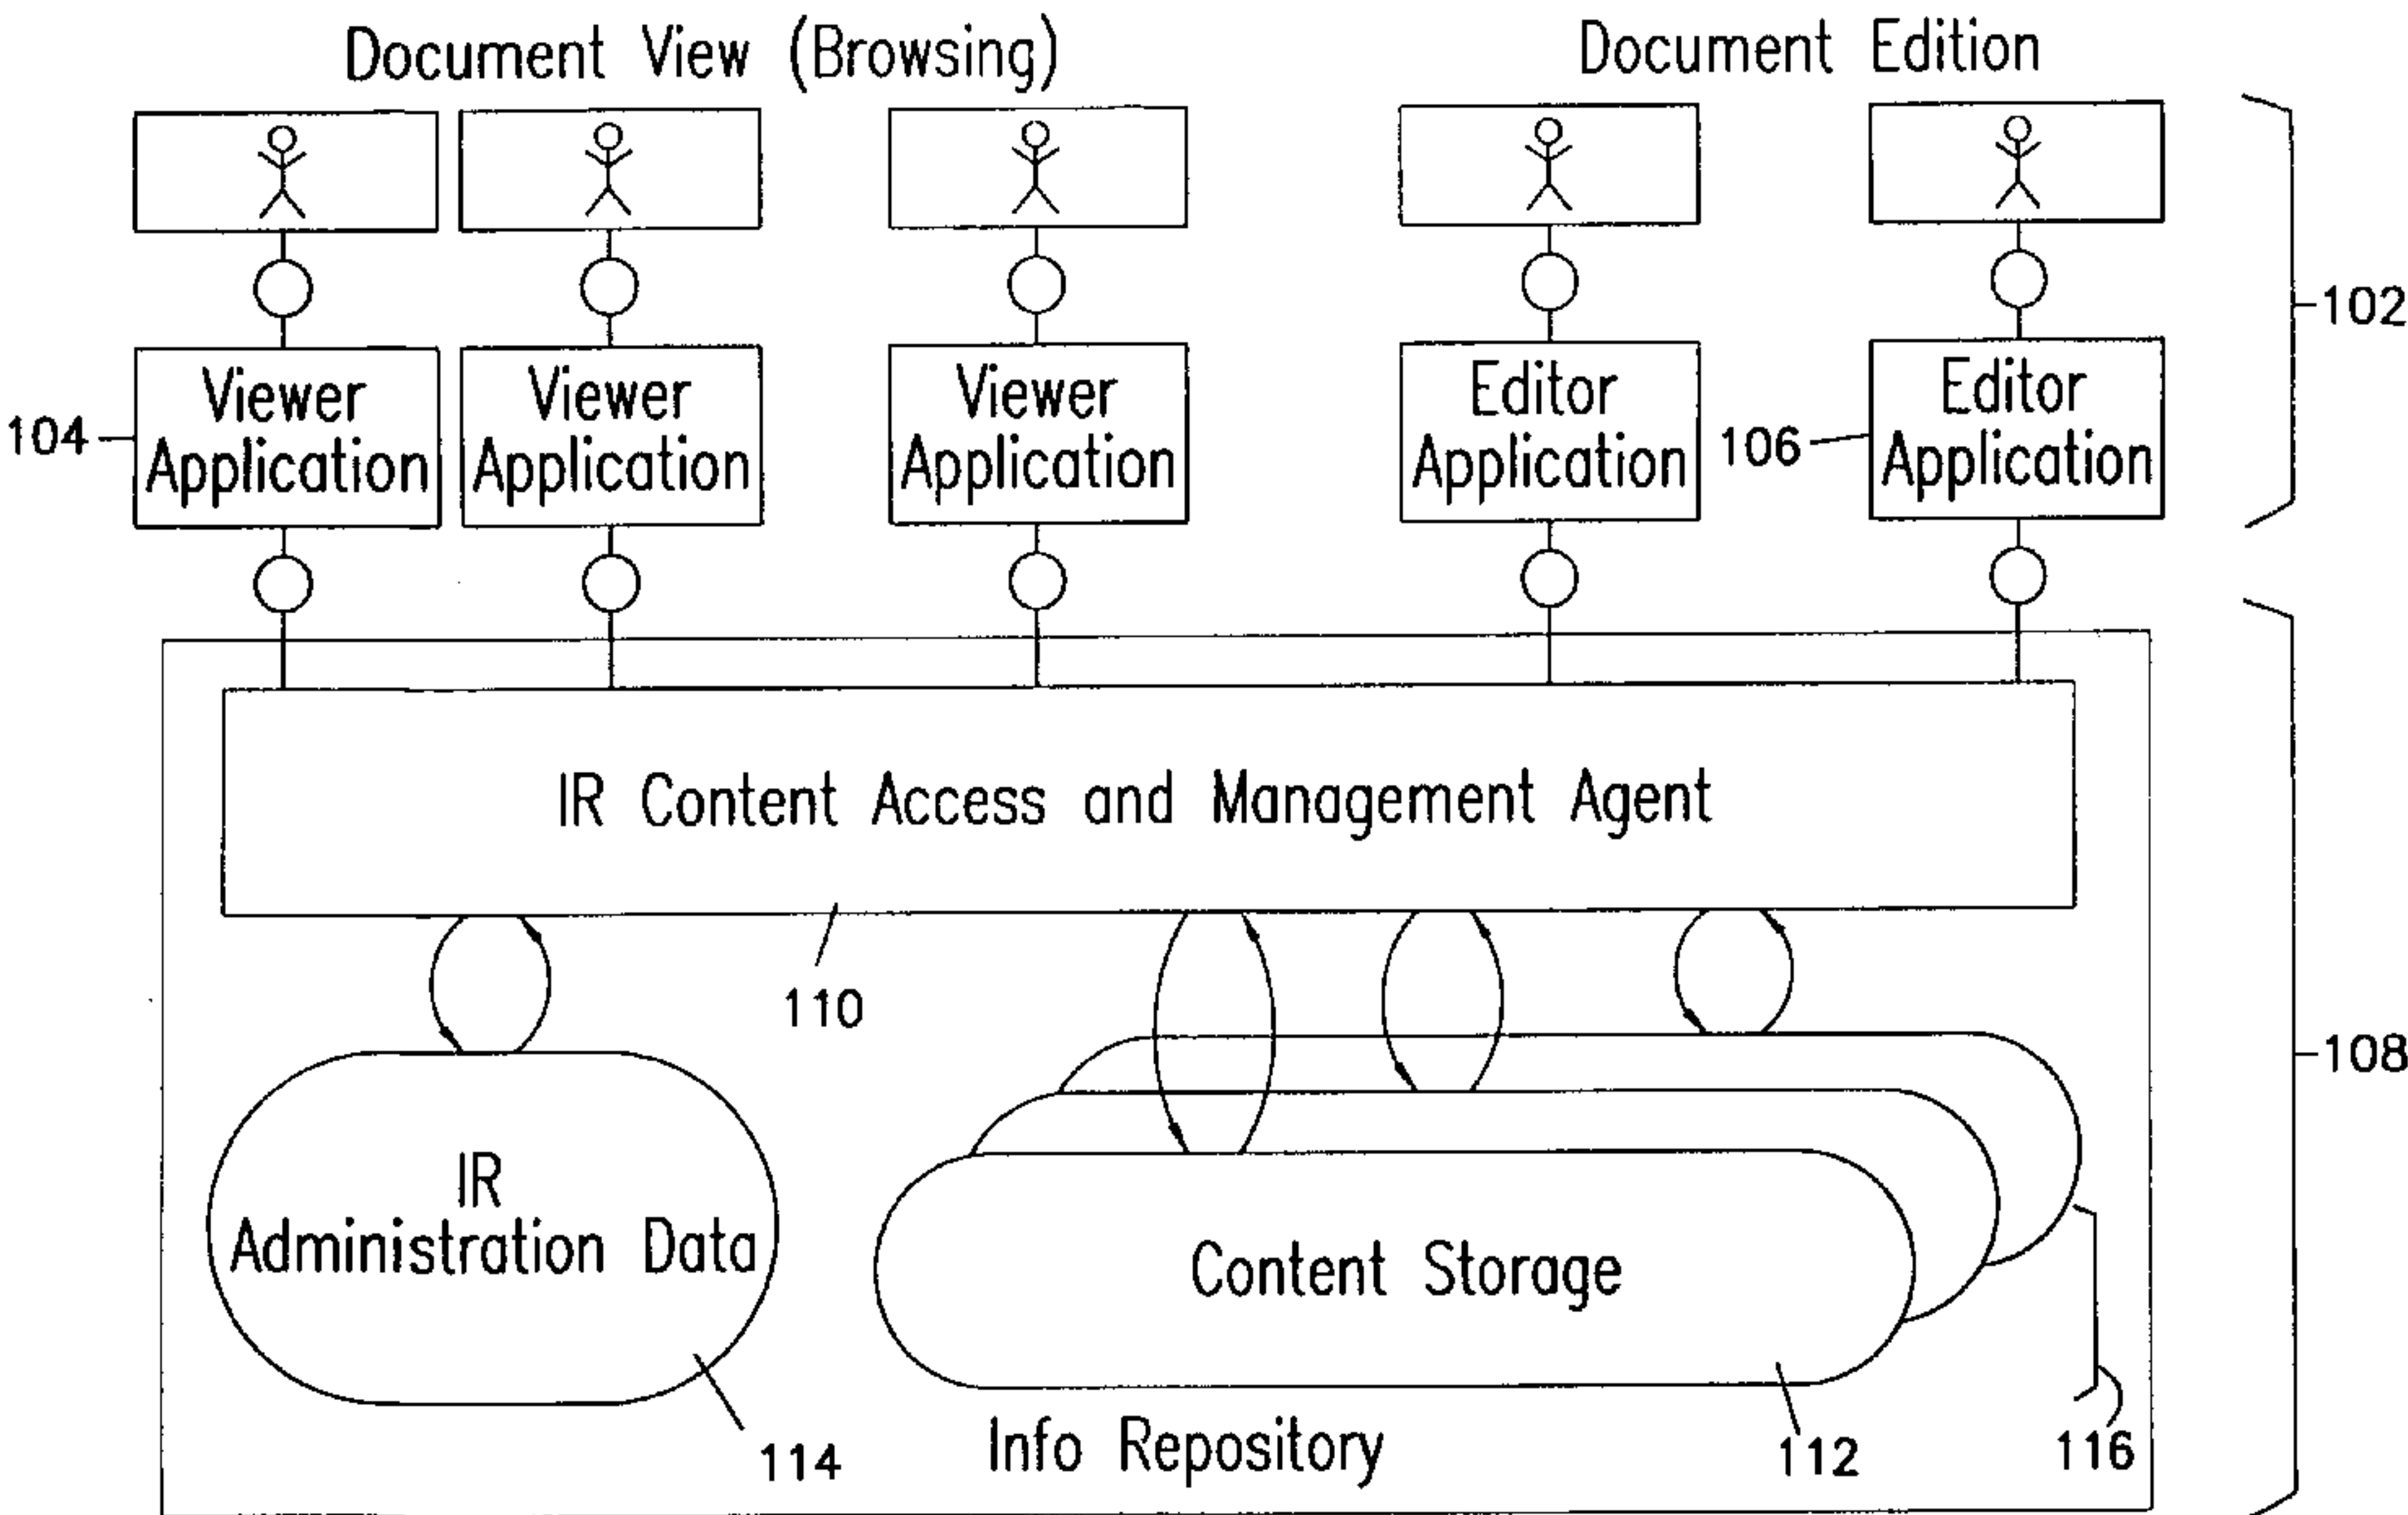 Document View (Browsing)
Document Edition
102
Viewer
Application
Viewer
Application
Viewer
Application
Editor
Application
Editor
Application
104
106
IR Content Access and Management Agent
110
108
IR
Administration Data
Content Storage
114
Info Repository
112
116